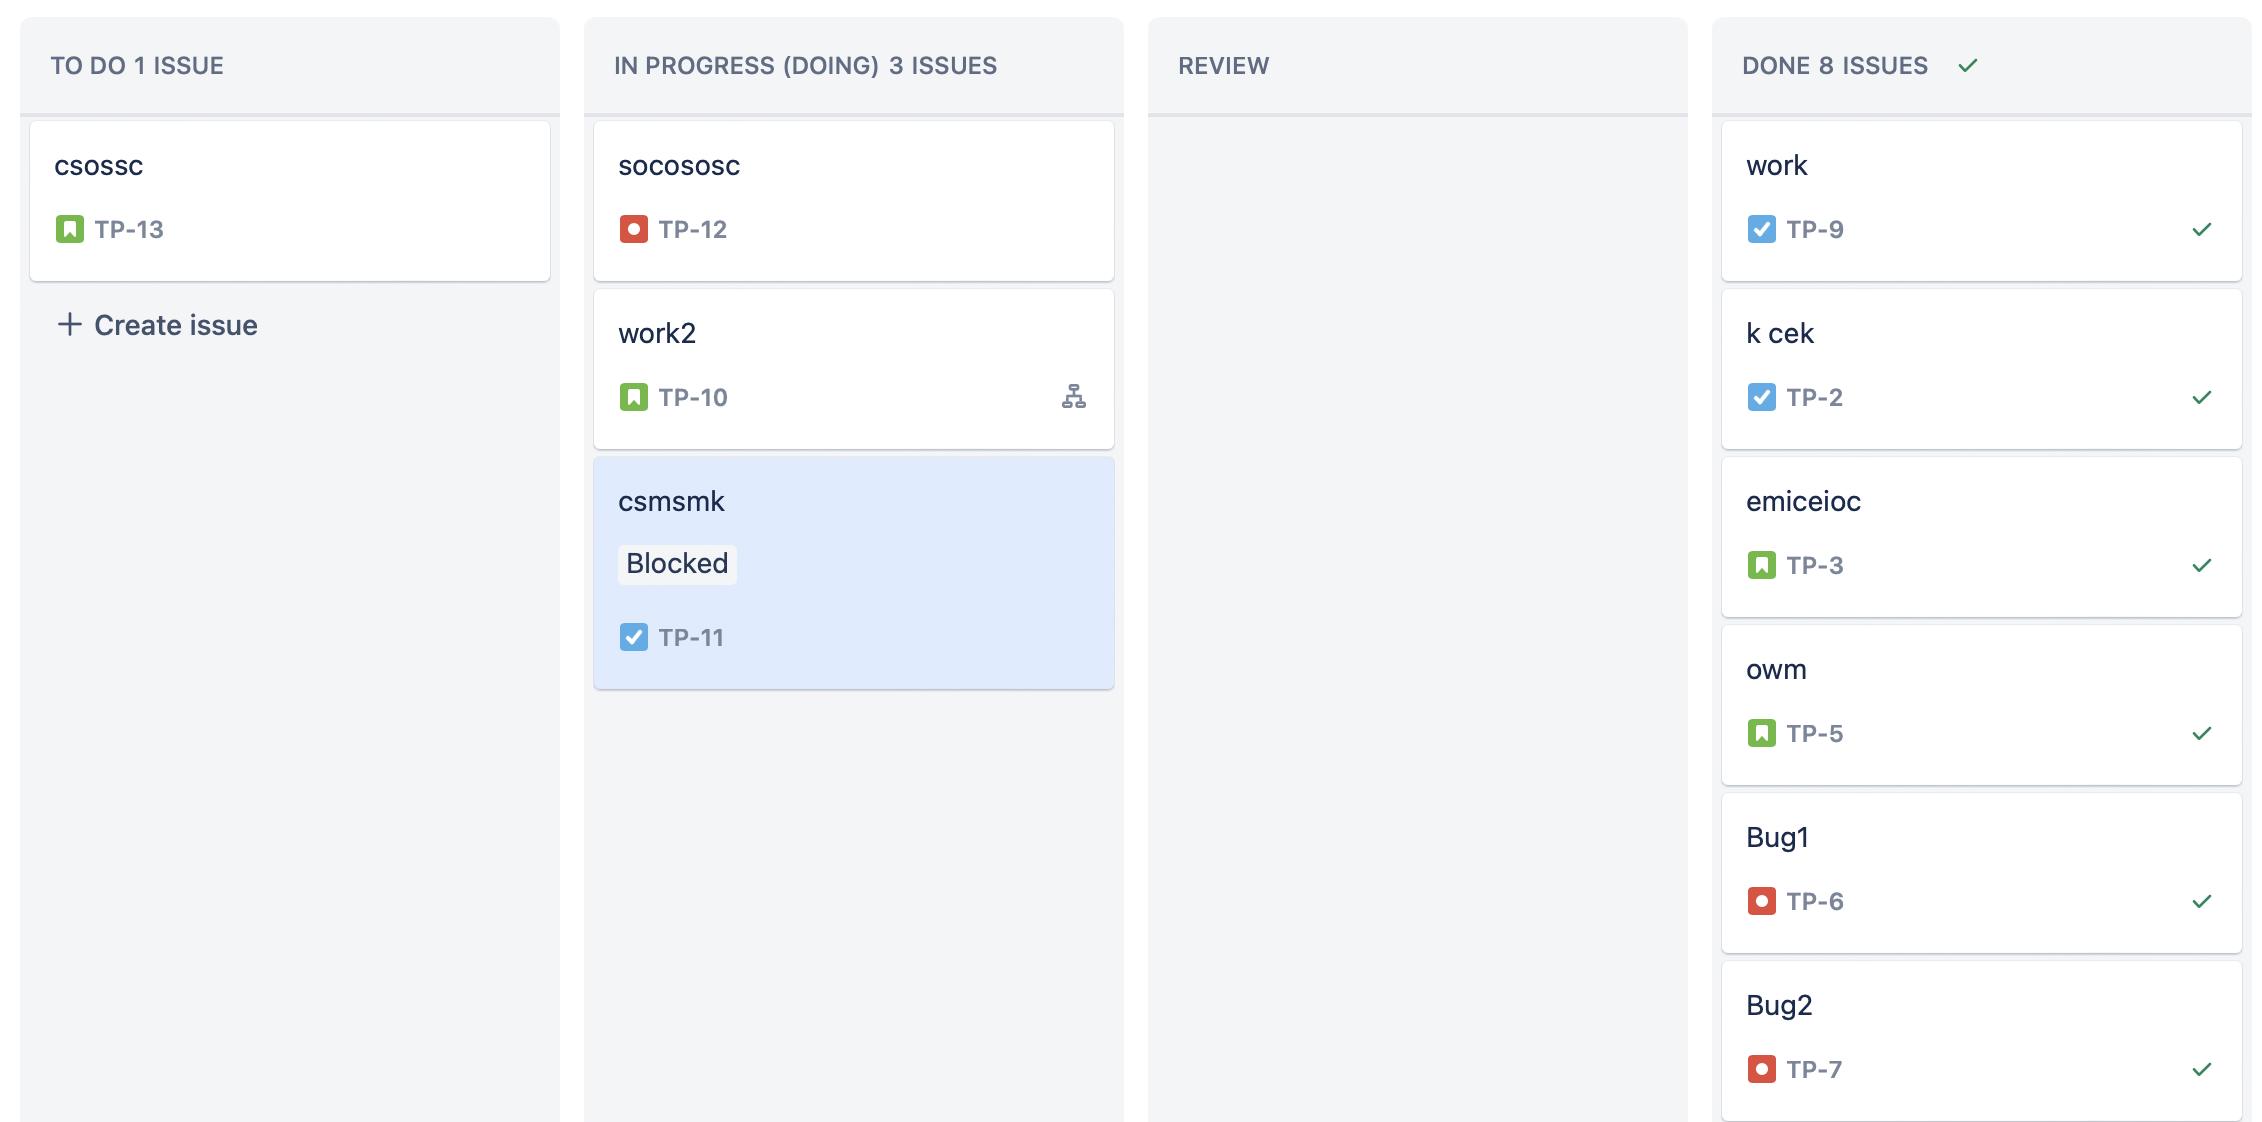 TO DO 1 ISSUE
csossc
TP-13
Create issue
IN PROGRESS (DOING) 3 ISSUES
socososc
TP-12
work2
TP-10
csmsmk
Blocked
TP-11
REVIEW
DONE 8 ISSUES
work
TP-9
k cek
TP-2
emiceioc
TP-3
owm
TP-5
Bug1
TP-6
Bug2
TP-7